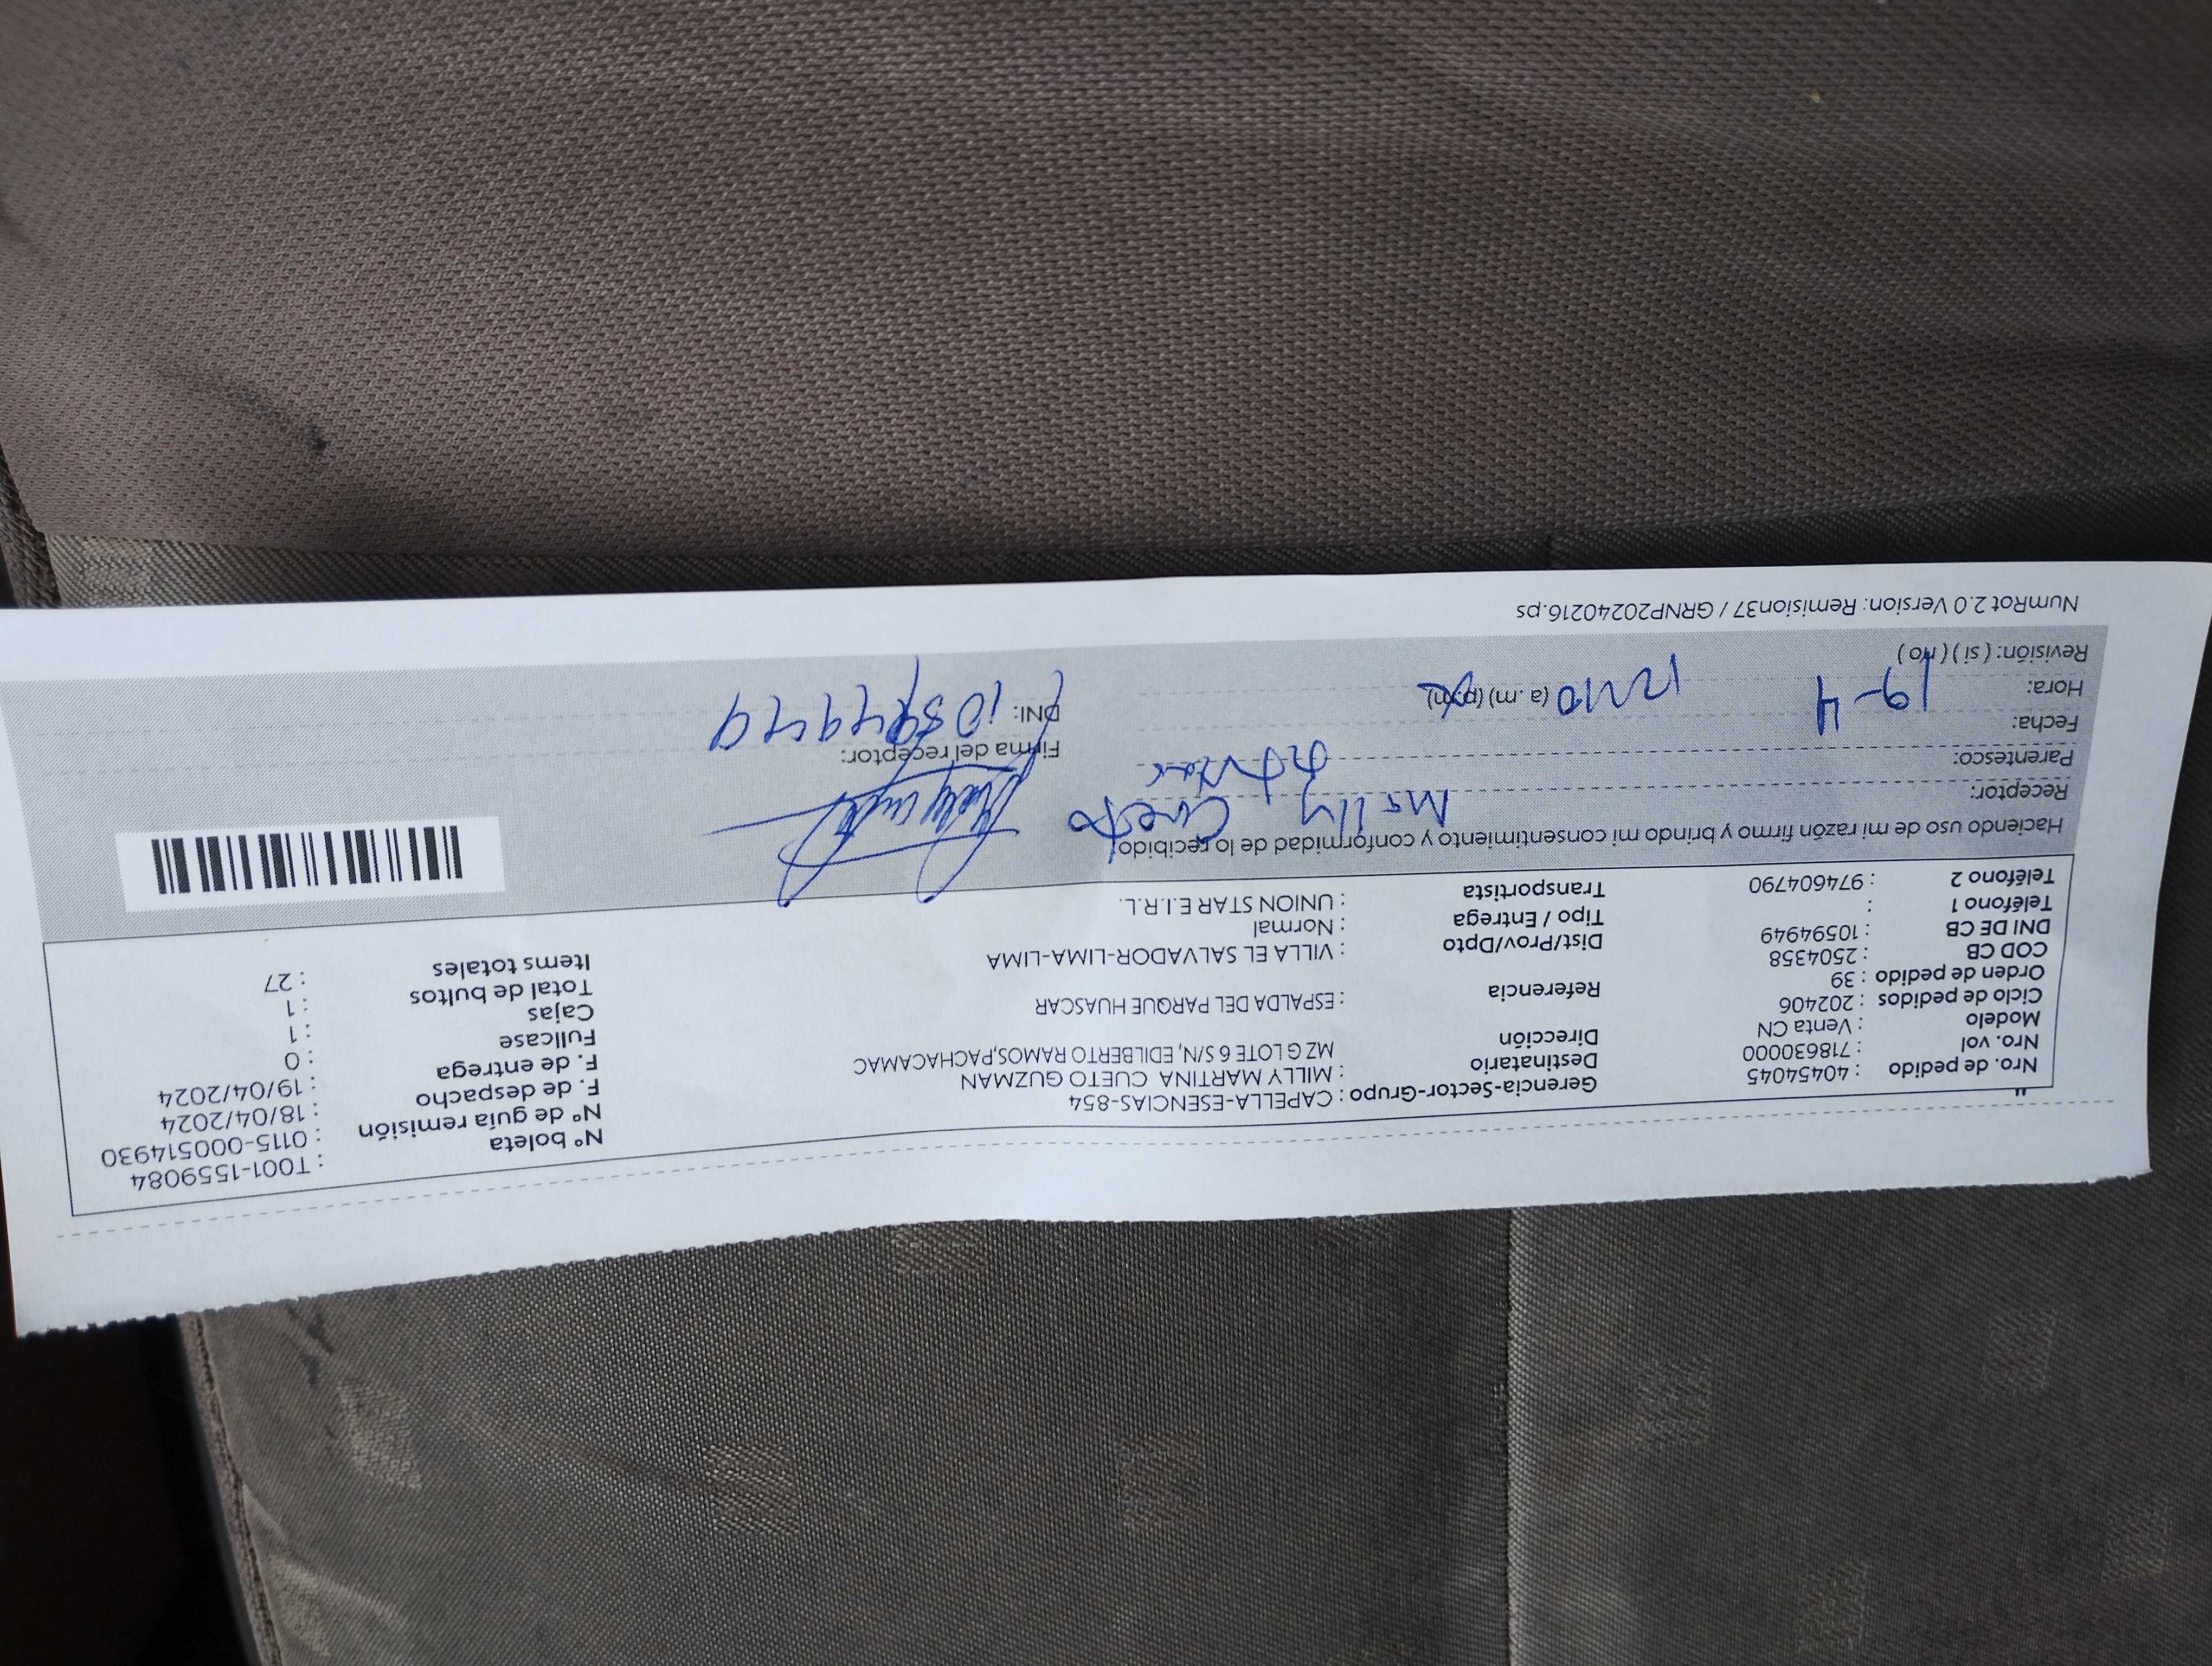 Nro. de pedido : 40454045
Nro. vol : 718630000
Modelo : Venta CN
Ciclo de pedidos : 202406
Orden de pedido : 39
COD CB : 2504358
DNI DE CB : 10594949
Teléfono 1 :
Teléfono 2 : 974604790
Gerencia-Sector-Grupo : CAPELLA-ESENCIAS-854
Destinatario : MILLY MARTINA CUETO GUZMAN
Dirección MZ G LOTE 6 S/N, EDILBERTO RAMOS,PACHACAMAC
Referencia : ESPALDA DEL PARQUE HUASCAR
Dist/Prov/Dpto : VILLA EL SALVADOR-LIMA-LIMA
Tipo / Entrega : Normal
Transportista : UNION STAR E.I.R.L.
N° boleta : T001-1559084
N° de guía remisión : 0115-000514930
F. de despacho : 18/04/2024
F. de entrega : 19/04/2024
Fullcase : 0
Cajas : 1
Total de bultos : 1
Items totales : 27
Haciendo uso de mi razón firmo y brindo mi consentimiento y conformidad de lo recibido
Receptor: Milly Cueto
Parentesco:
Fecha: 19-4
Hora: 12:10 (a.m) (p.m)
Revisión: ( si ) ( no )
Firma del receptor:
DNI: 10594949
NumRot 2.0 Version: Remision37 / GRNP20240216.ps